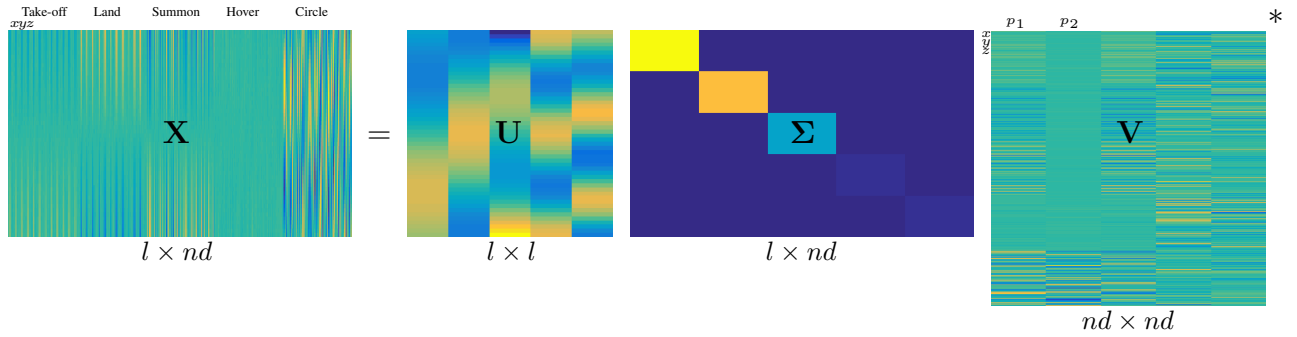 Take-off Land Summon Hover Circle
xyz
X
l × nd
=
U
l × l
Σ
l × nd
p₁ p₂
x
y
z
V
*
nd × nd